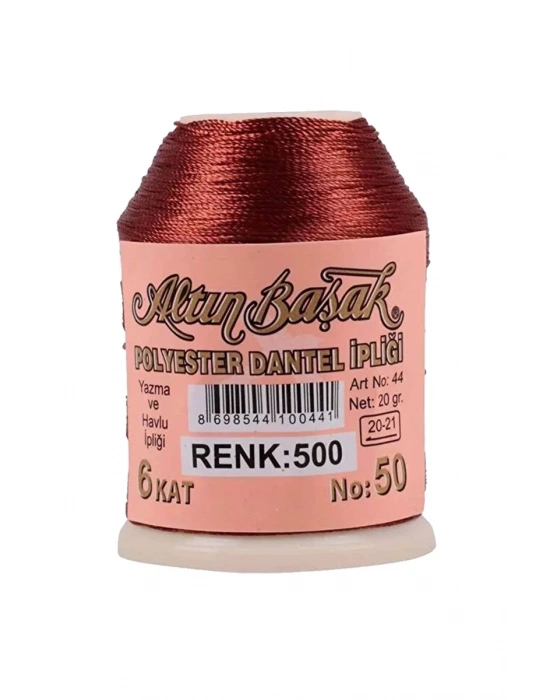 Altın Başak®
POLYESTER DANTEL İPLİĞİ
Yazma
ve
Havlu
İpliği
8 698544 100441
Art No: 44
Net: 20 gr.
20-21
RENK:500
6 KAT
No: 50